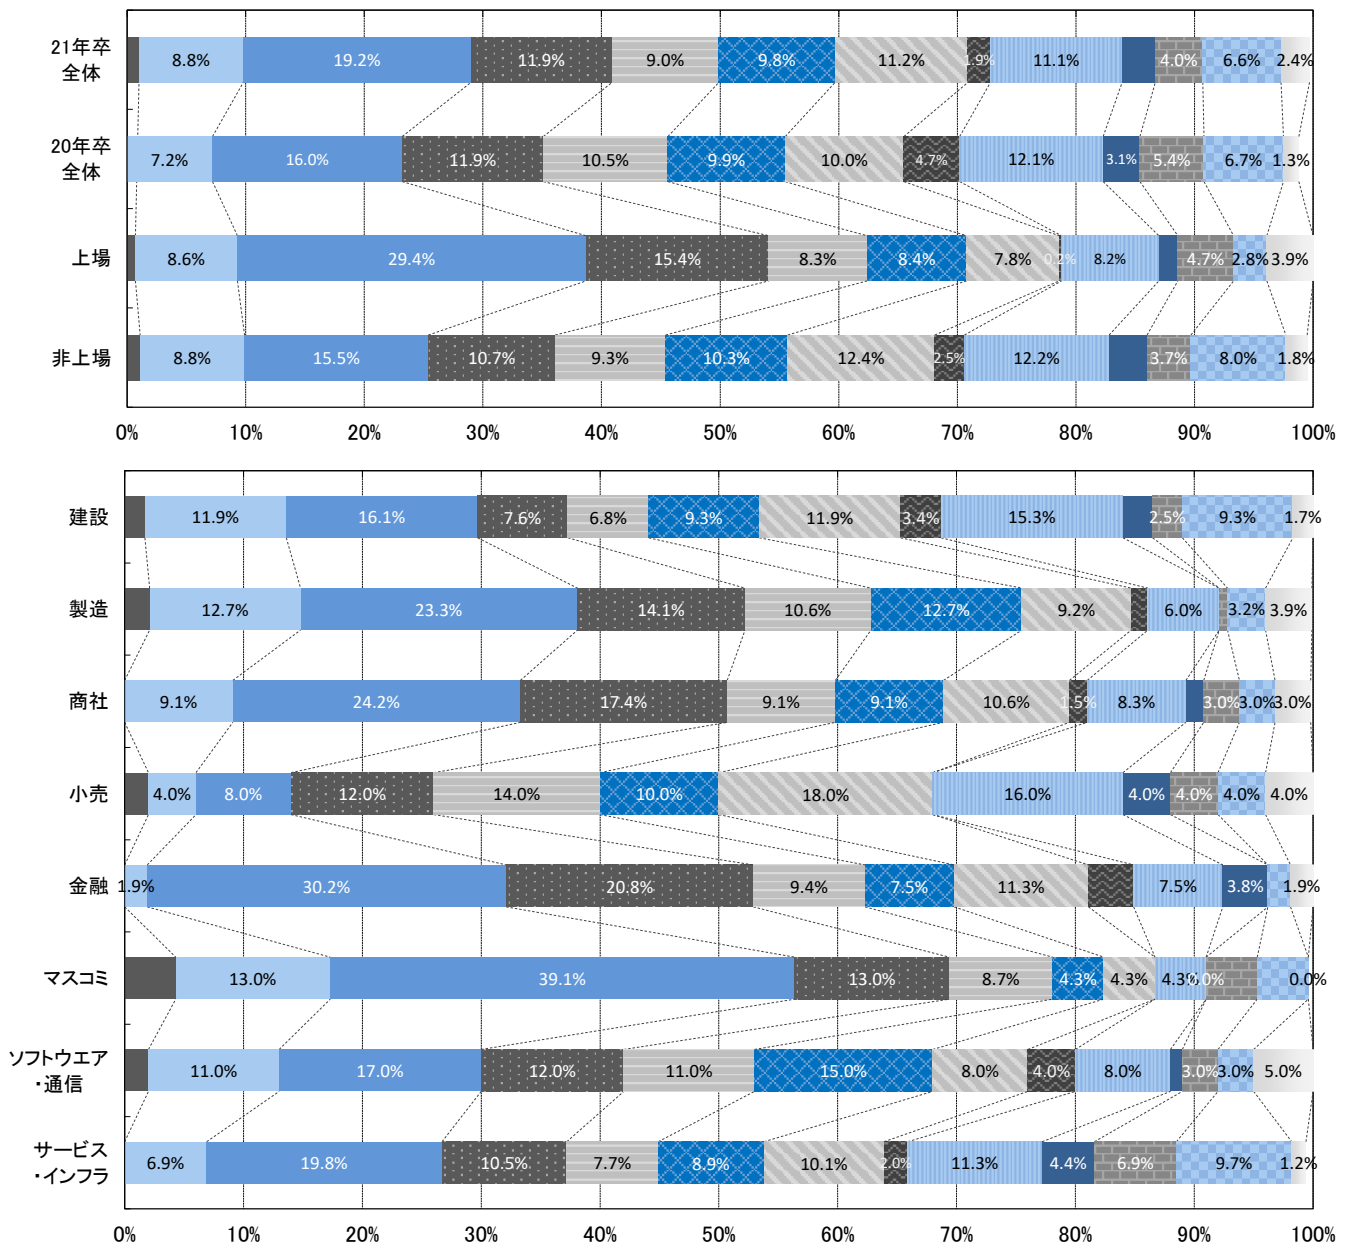 21年卒
全体
8.8% 19.2% 11.9% 9.0% 9.8% 11.2% 1.9% 11.1% 4.0% 6.6% 2.4%
20年卒
全体
7.2% 16.0% 11.9% 10.5% 9.9% 10.0% 4.7% 12.1% 3.1% 5.4% 6.7% 1.3%
上場 8.6% 29.4% 15.4% 8.3% 8.4% 7.8% 0.2% 8.2% 4.7% 2.8% 3.9%
非上場 8.8% 15.5% 10.7% 9.3% 10.3% 12.4% 2.5% 12.2% 3.7% 8.0% 1.8%
0% 10% 20% 30% 40% 50% 60% 70% 80% 90% 100%
建設 11.9% 16.1% 7.6% 6.8% 9.3% 11.9% 3.4% 15.3% 2.5% 9.3% 1.7%
製造 12.7% 23.3% 14.1% 10.6% 12.7% 9.2% 6.0% 3.2% 3.9%
商社 9.1% 24.2% 17.4% 9.1% 9.1% 10.6% 1.5% 8.3% 3.0% 3.0% 3.0%
小売 4.0% 8.0% 12.0% 14.0% 10.0% 18.0% 16.0% 4.0% 4.0% 4.0% 4.0%
金融 1.9% 30.2% 20.8% 9.4% 7.5% 11.3% 7.5% 3.8% 1.9%
マスコミ 13.0% 39.1% 13.0% 8.7% 4.3% 4.3% 4.3% 0.0% 0.0%
ソフトウエア
・通信
11.0% 17.0% 12.0% 11.0% 15.0% 8.0% 4.0% 8.0% 3.0% 3.0% 5.0%
サービス
・インフラ
6.9% 19.8% 10.5% 7.7% 8.9% 10.1% 2.0% 11.3% 4.4% 6.9% 9.7% 1.2%
0% 10% 20% 30% 40% 50% 60% 70% 80% 90% 100%